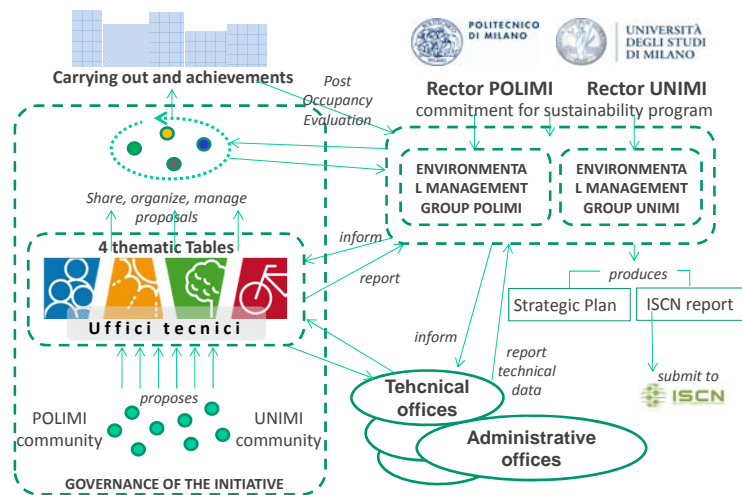 POLITECNICO
DI MILANO
UNIVERSITÀ
DEGLI STUDI
DI MILANO
Carrying out and achievements
Post
Occupancy
Evaluation
Rector POLIMI
Rector UNIMI
commitment for sustainability program
ENVIRONMENTA
L MANAGEMENT
GROUP POLIMI
ENVIRONMENTA
L MANAGEMENT
GROUP UNIMI
Share, organize, manage
proposals
4 thematic Tables
Uffici tecnici
inform
report
produces
Strategic Plan
ISCN report
inform
report
technical
data
submit to
ISCN
proposes
POLIMI
community
UNIMI
community
Tehcnical
offices
Administrative
offices
GOVERNANCE OF THE INITIATIVE